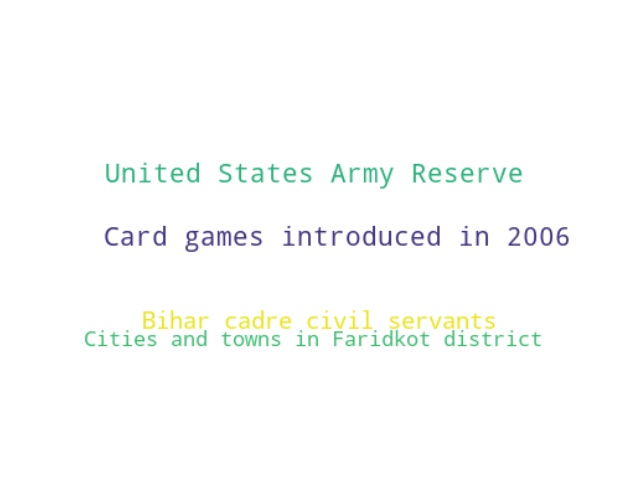 United States Army Reserve
Card games introduced in 2006
Bihar cadre civil servants
Cities and towns in Faridkot district